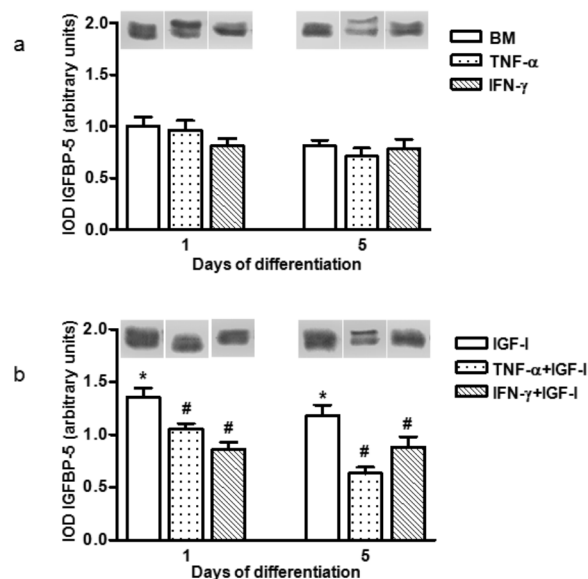 a
IOD IGFBP-5 (arbitrary units)
2.0
1.5
1.0
0.5
0.0
BM
TNF-α
IFN-γ
1 5
Days of differentiation
b
IOD IGFBP-5 (arbitrary units)
2.0
1.5
1.0
0.5
0.0
IGF-I
TNF-α+IGF-I
IFN-γ+IGF-I
* # # * # #
1 5
Days of differentiation